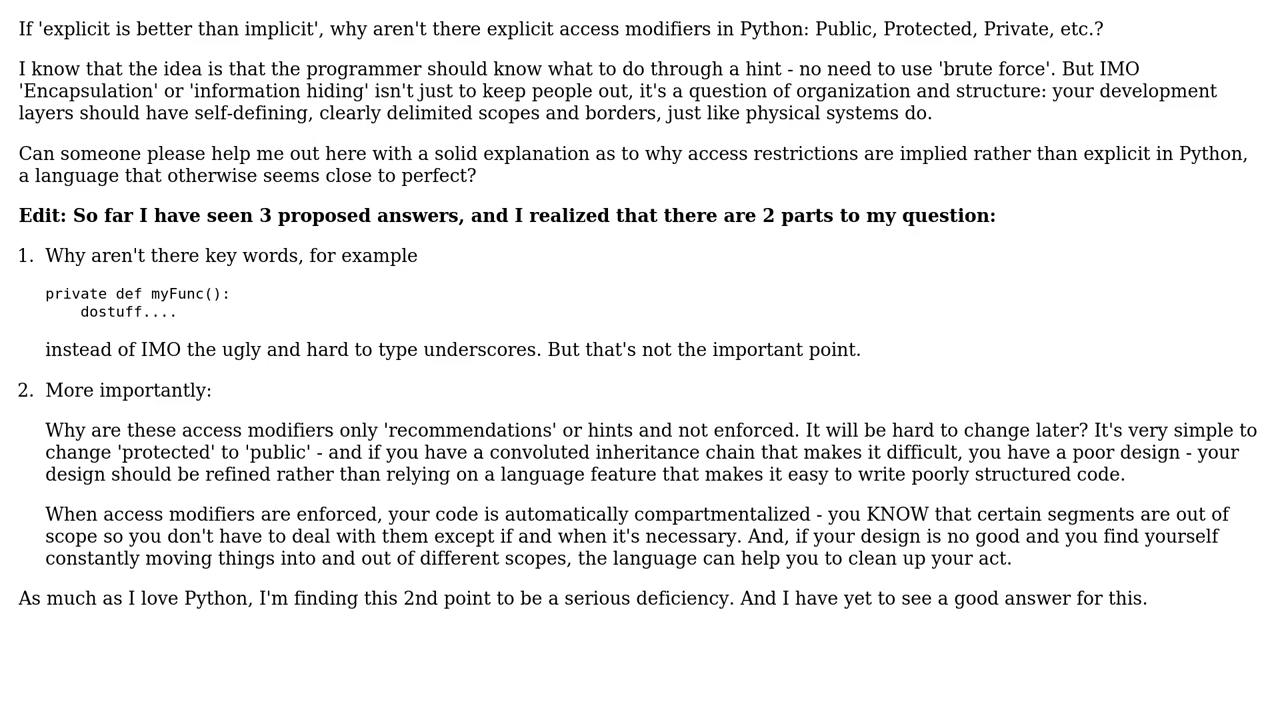 If 'explicit is better than implicit', why aren't there explicit access modifiers in Python: Public, Protected, Private, etc.?
I know that the idea is that the programmer should know what to do through a hint - no need to use 'brute force'. But IMO
'Encapsulation' or 'information hiding' isn't just to keep people out, it's a question of organization and structure: your development
layers should have self-defining, clearly delimited scopes and borders, just like physical systems do.
Can someone please help me out here with a solid explanation as to why access restrictions are implied rather than explicit in Python,
a language that otherwise seems close to perfect?
Edit: So far I have seen 3 proposed answers, and I realized that there are 2 parts to my question:
1. Why aren't there key words, for example
private def myFunc():
    dostuff....
instead of IMO the ugly and hard to type underscores. But that's not the important point.
2. More importantly:
Why are these access modifiers only 'recommendations' or hints and not enforced. It will be hard to change later? It's very simple to
change 'protected' to 'public' - and if you have a convoluted inheritance chain that makes it difficult, you have a poor design - your
design should be refined rather than relying on a language feature that makes it easy to write poorly structured code.
When access modifiers are enforced, your code is automatically compartmentalized - you KNOW that certain segments are out of
scope so you don't have to deal with them except if and when it's necessary. And, if your design is no good and you find yourself
constantly moving things into and out of different scopes, the language can help you to clean up your act.
As much as I love Python, I'm finding this 2nd point to be a serious deficiency. And I have yet to see a good answer for this.